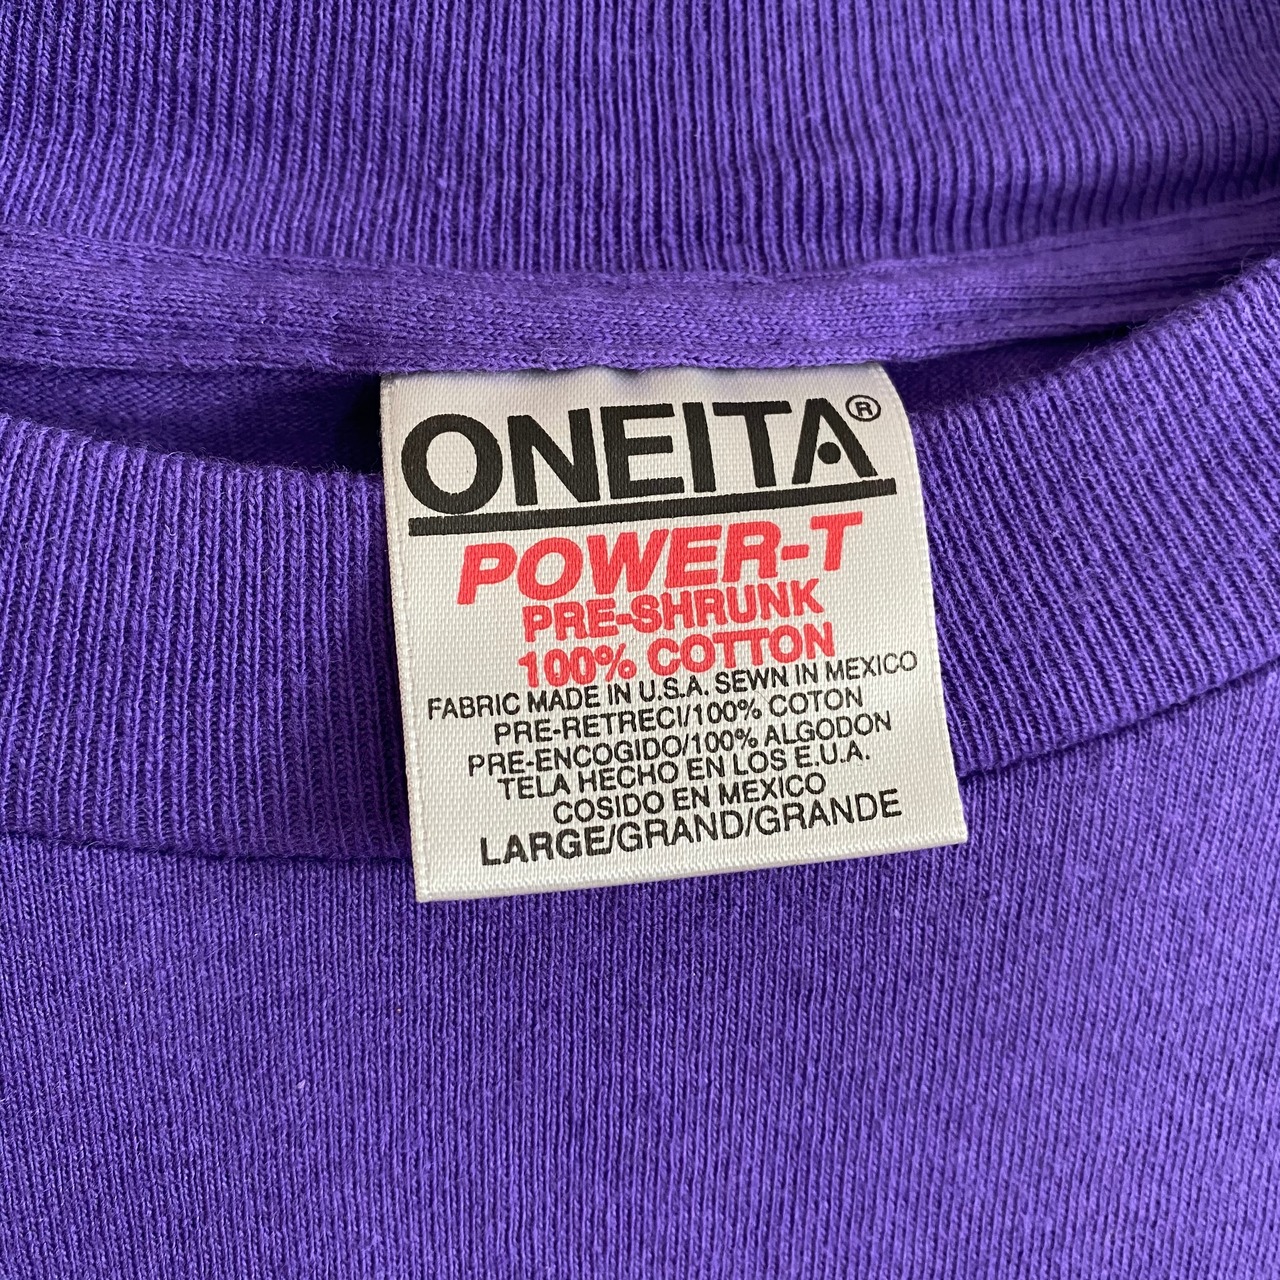 ONEITA®
POWER-T
PRE-SHRUNK
100% COTTON
FABRIC MADE IN U.S.A. SEWN IN MEXICO
PRE-RETRECI/100% COTON
PRE-ENCOGIDO/100% ALGODON
TELA HECHO EN LOS E.U.A.
COSIDO EN MEXICO
LARGE/GRAND/GRANDE